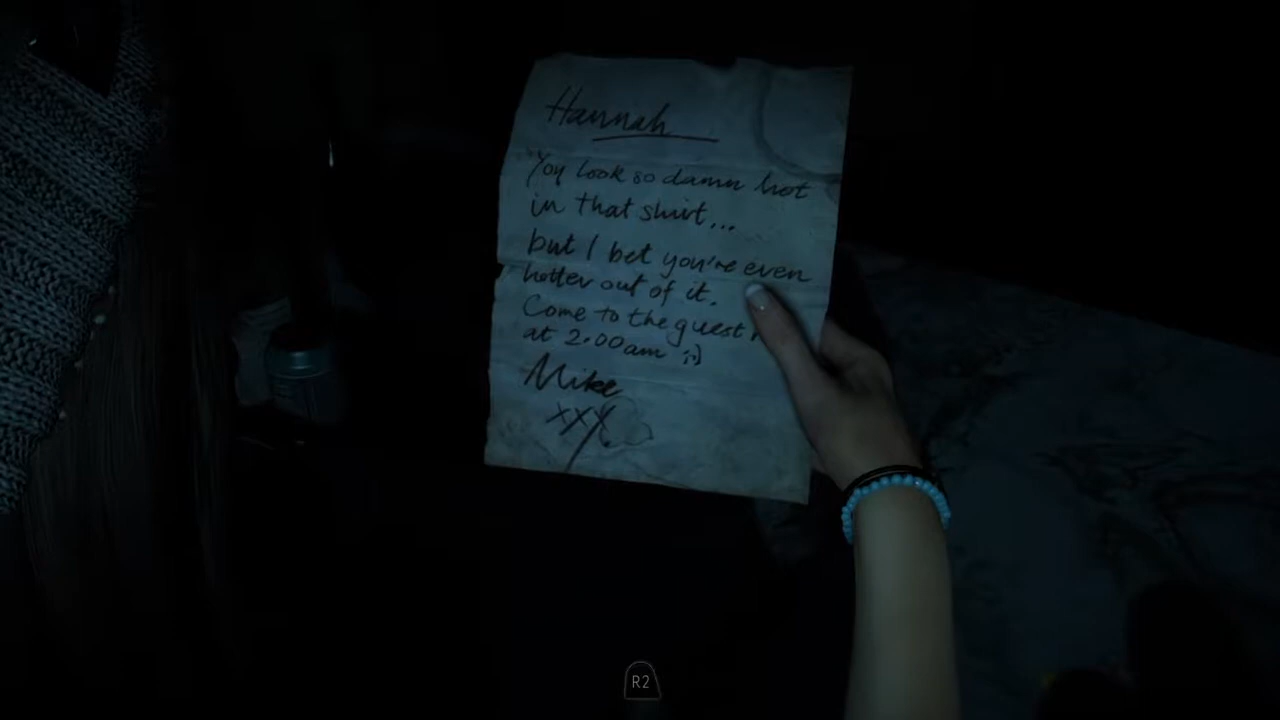 Hannah
You look so damn hot
in that shirt...
but I bet you're even
hotter out of it.
Come to the guest
at 2.00am ;)
Mike
xxx
R2